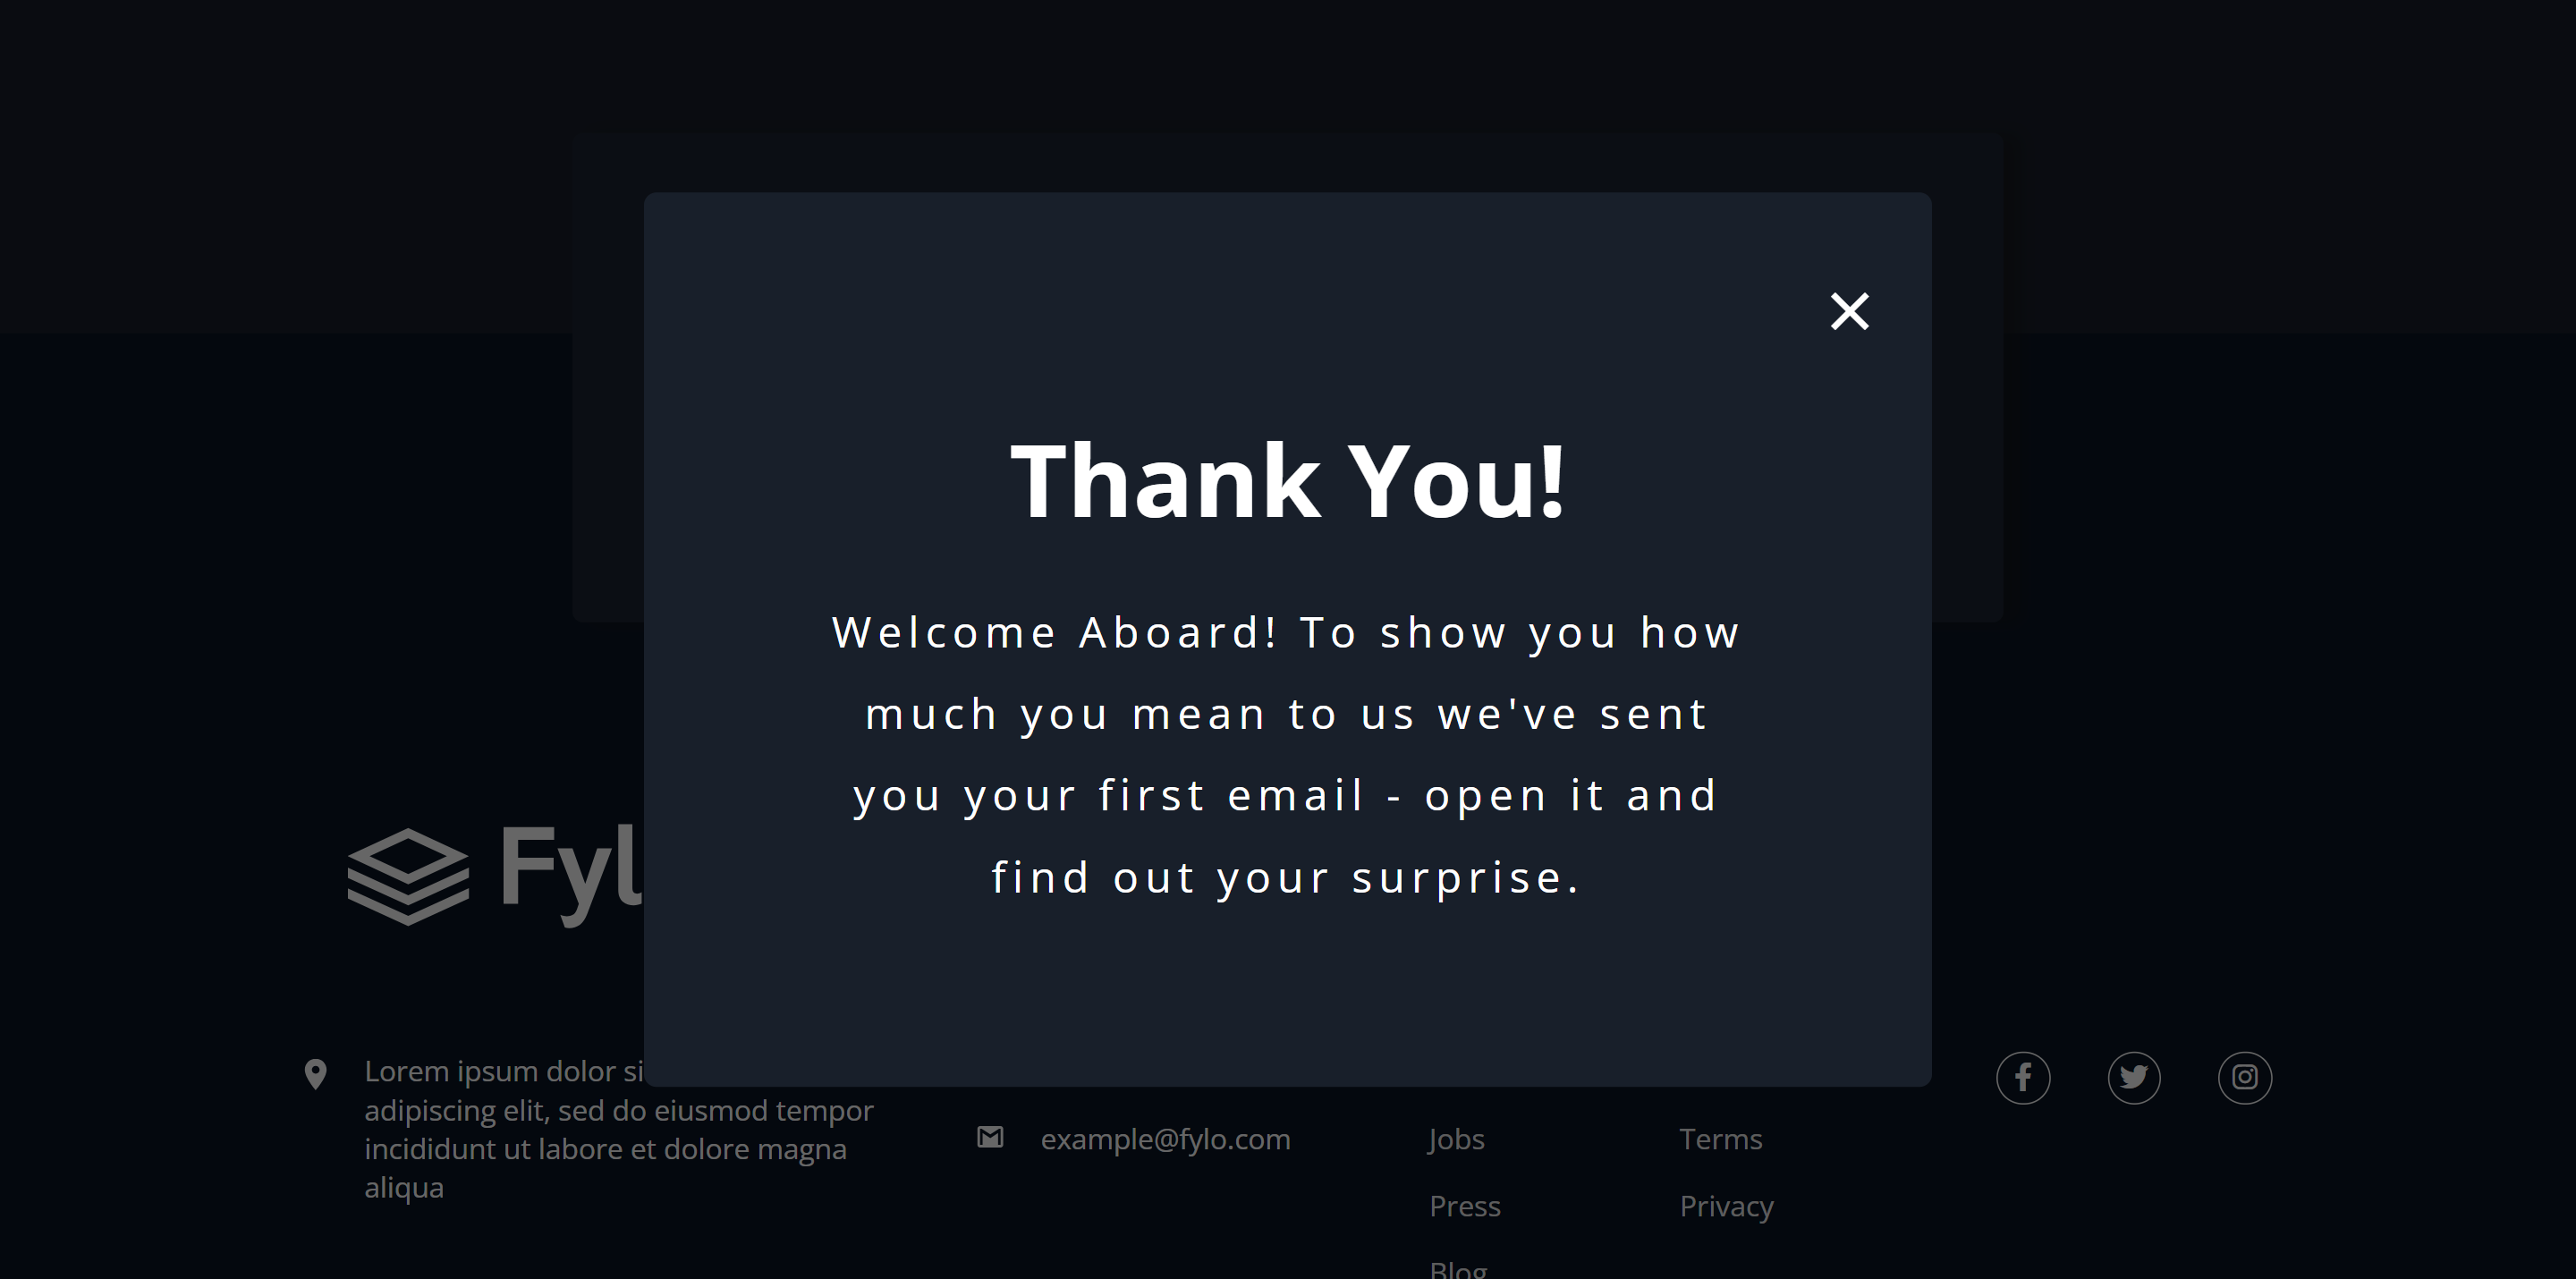 Thank You!
Welcome Aboard! To show you how
much you mean to us we've sent
you your first email - open it and
find out your surprise.
Fyl
Lorem ipsum dolor si
adipiscing elit, sed do eiusmod tempor
incididunt ut labore et dolore magna
aliqua
example@fylo.com
Jobs
Press
Blog
Terms
Privacy